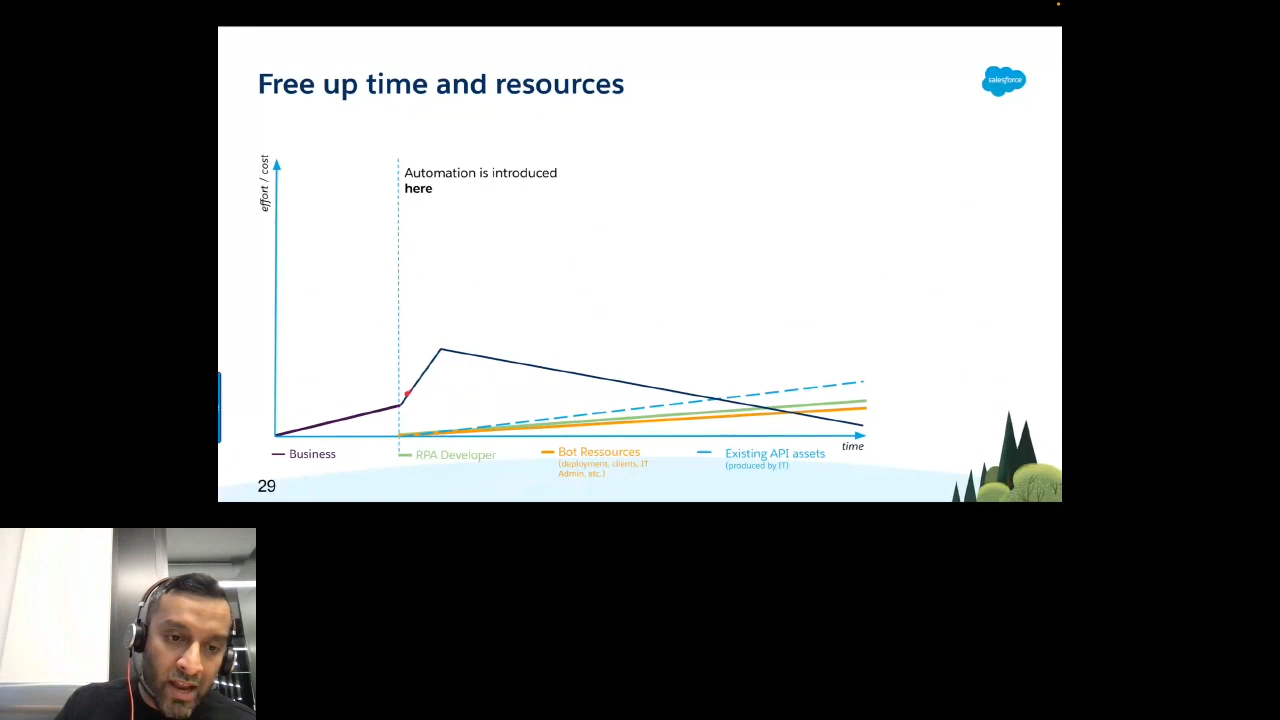 Free up time and resources
salesforce
effort / cost
Automation is introduced
here
time
Business
RPA Developer
Bot Ressources
(deployment, clients, IT
Admin, etc.)
Existing API assets
(produced by IT)
29